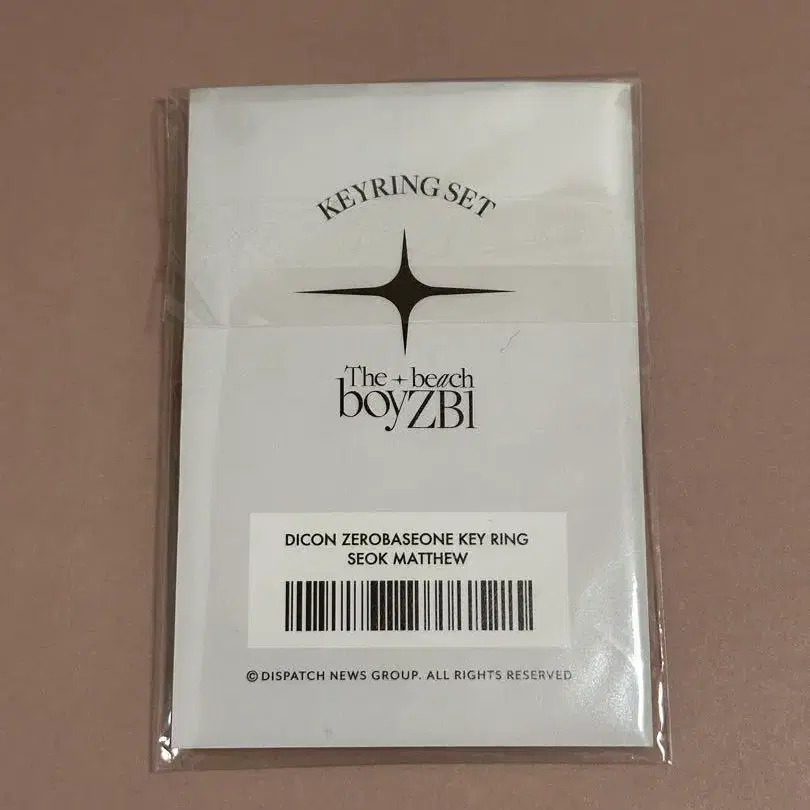 KEYRING SET
The beach
boyZB1
DICON ZEROBASEONE KEY RING
SEOK MATTHEW
©DISPATCH NEWS GROUP. ALL RIGHTS RESERVED